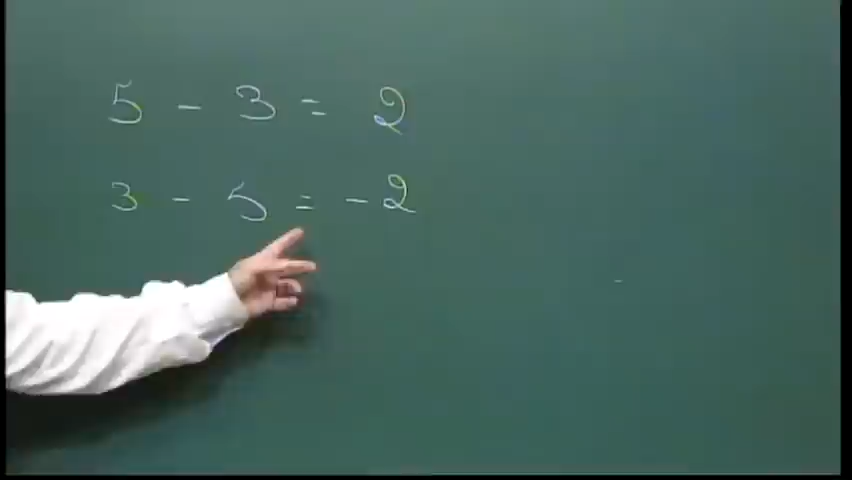 5 - 3 = 2
3 - 5 = - 2